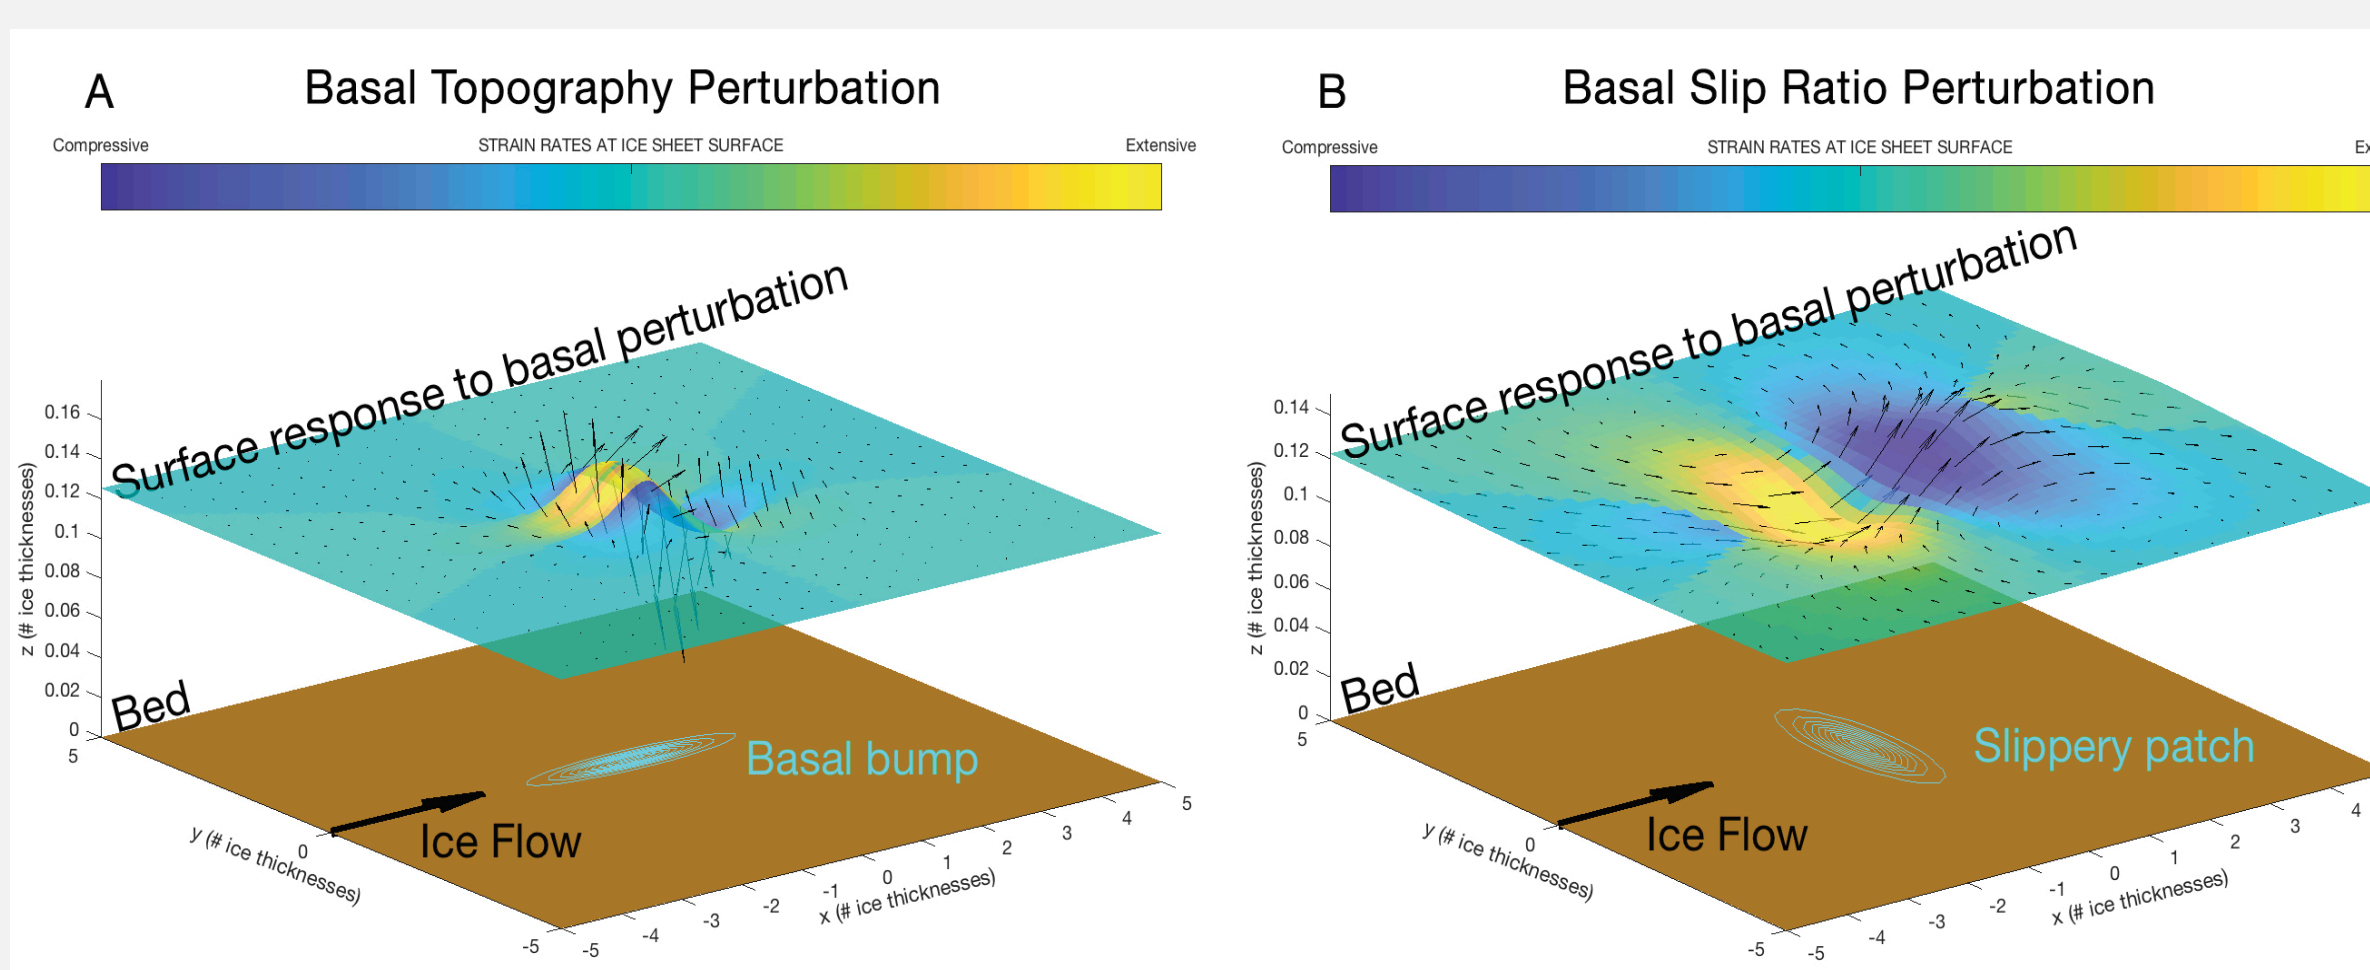 A
Basal Topography Perturbation
Compressive
STRAIN RATES AT ICE SHEET SURFACE
Extensive
Surface response to basal perturbation
0.16
0.14
0.12
0.1
0.08
0.06
0.04
0.02
0
z (# ice thicknesses)
Bed
Basal bump
Ice Flow
5
0
-5
y (# ice thicknesses)
-5
-4
-3
-2
-1
0
1
2
3
4
5
x (# ice thicknesses)
B
Basal Slip Ratio Perturbation
Compressive
STRAIN RATES AT ICE SHEET SURFACE
Ex
Surface response to basal perturbation
0.14
0.12
0.1
0.08
0.06
0.04
0.02
0
z (# ice thicknesses)
Bed
Slippery patch
Ice Flow
5
0
-5
y (# ice thicknesses)
-5
-4
-3
-2
-1
0
1
2
3
4
x (# ice thicknesses)